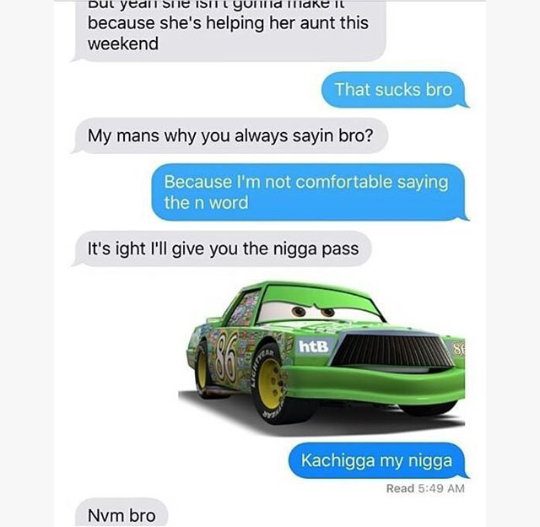 But yeah she isn't gonna make it
because she's helping her aunt this
weekend
That sucks bro
My mans why you always sayin bro?
Because I'm not comfortable saying
the n word
It's ight I'll give you the nigga pass
htB
86
Kachigga my nigga
Read 5:49 AM
Nvm bro